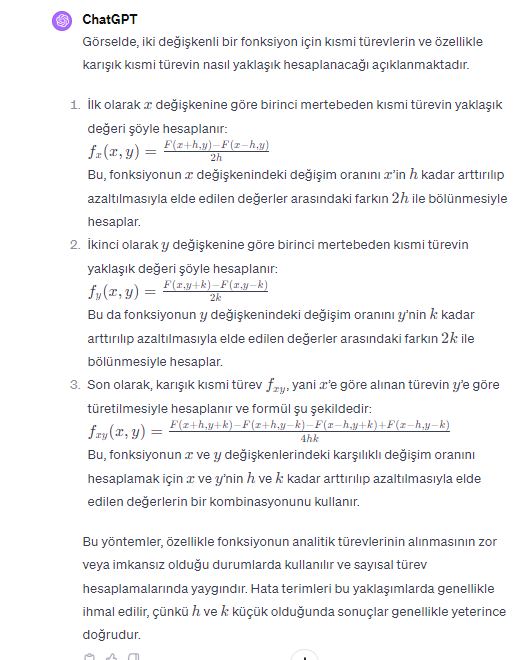 ChatGPT
Görselde, iki değişkenli bir fonksiyon için kısmi türevlerin ve özellikle
karışık kısmi türevin nasıl yaklaşık hesaplanacağı açıklanmaktadır.
1. İlk olarak x değişkenine göre birinci mertebeden kısmi türevin yaklaşık
değeri şöyle hesaplanır:
fₓ(x, y) = F(x+h,y)−F(x−h,y) / 2h
Bu, fonksiyonun x değişkenindeki değişim oranını x'in h kadar arttırılıp
azaltılmasıyla elde edilen değerler arasındaki farkın 2h ile bölünmesiyle
hesaplar.
2. İkinci olarak y değişkenine göre birinci mertebeden kısmi türevin
yaklaşık değeri şöyle hesaplanır:
f_y(x, y) = F(x,y+k)−F(x,y−k) / 2k
Bu da fonksiyonun y değişkenindeki değişim oranını y'nin k kadar
arttırılıp azaltılmasıyla elde edilen değerler arasındaki farkın 2k ile
bölünmesiyle hesaplar.
3. Son olarak, karışık kısmi türev f_xy, yani x'e göre alınan türevin y'e göre
türetilmesiyle hesaplanır ve formül şu şekildedir:
f_xy(x, y) = F(x+h,y+k)−F(x+h,y−k)−F(x−h,y+k)+F(x−h,y−k) / 4hk
Bu, fonksiyonun x ve y değişkenlerindeki karşılıklı değişim oranını
hesaplamak için x ve y'nin h ve k kadar arttırılıp azaltılmasıyla elde
edilen değerlerin bir kombinasyonunu kullanır.
Bu yöntemler, özellikle fonksiyonun analitik türevlerinin alınmasının zor
veya imkansız olduğu durumlarda kullanılır ve sayısal türev
hesaplamalarında yaygındır. Hata terimleri bu yaklaşımlarda genellikle
ihmal edilir, çünkü h ve k küçük olduğunda sonuçlar genellikle yeterince
doğrudur.